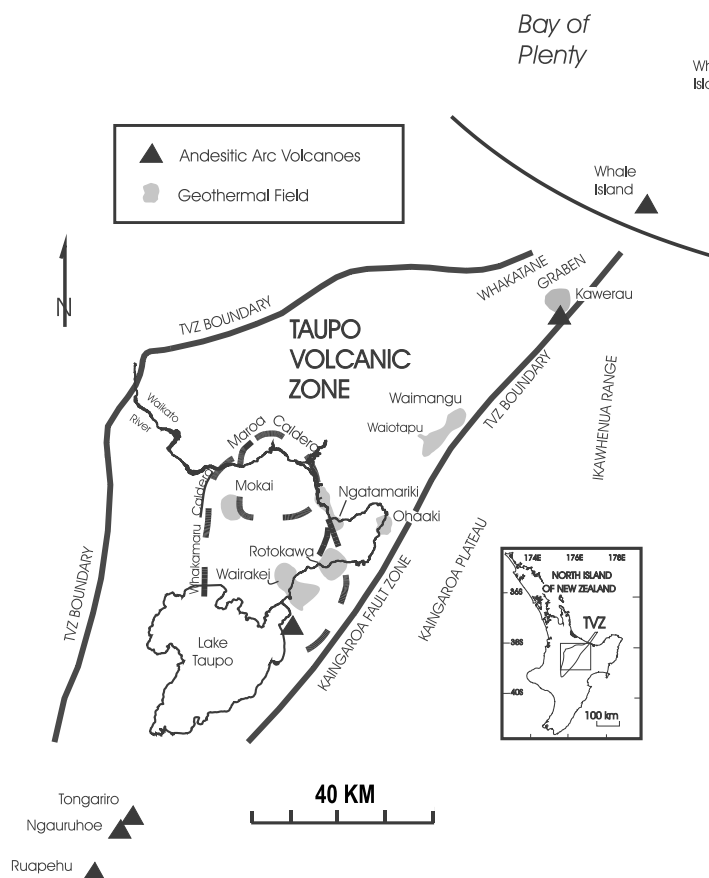 Bay of
Plenty
Wh
Isla
Andesitic Arc Volcanoes
Geothermal Field
Whale
Island
N
WHAKATANE
GRABEN
Kawerau
TVZ BOUNDARY
TAUPO
VOLCANIC
ZONE
TVZ BOUNDARY
IKAWHENUA RANGE
Waimangu
Waiotapu
Waikato
River
Maroa Caldera
Whakamaru Caldera
Mokai
Ngatamariki
Ohaaki
Rotokawa
Wairakei
TVZ BOUNDARY
KAINGAROA FAULT ZONE
KAINGAROA PLATEAU
Lake
Taupo
174E 176E 178E
NORTH ISLAND
OF NEW ZEALAND
36S
TVZ
38S
40S
100 km
40 KM
Tongariro
Ngauruhoe
Ruapehu